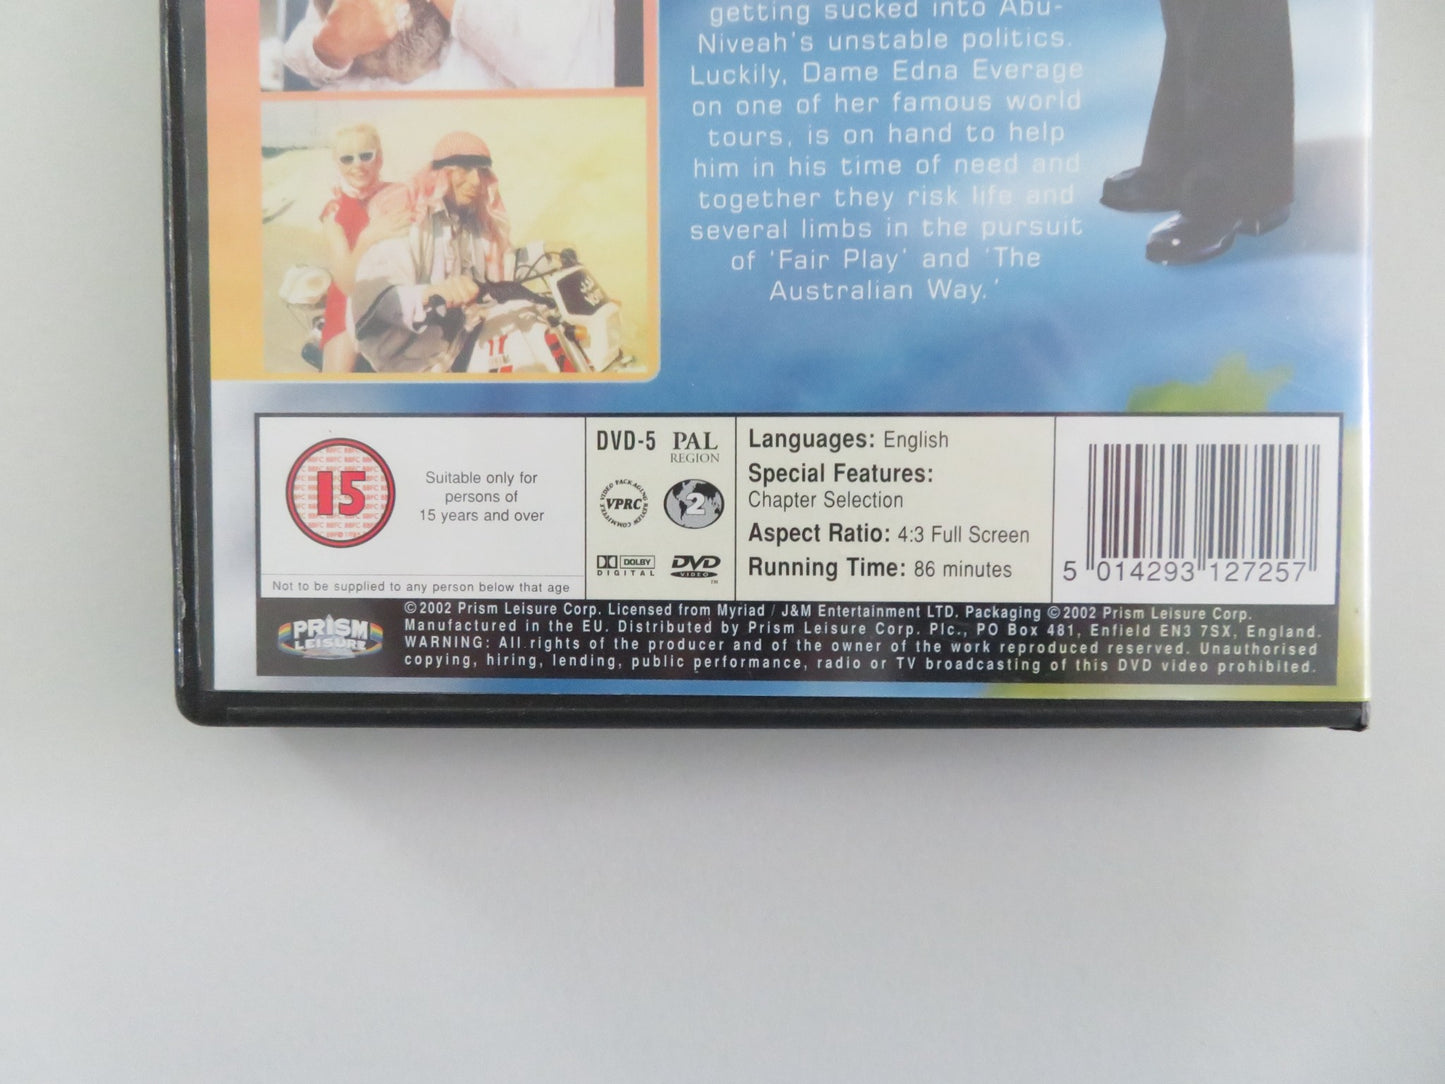 getting sucked into Abu-
Niveah's unstable politics.
Luckily, Dame Edna Everage
on one of her famous world
tours, is on hand to help
him in his time of need and
together they risk life and
several limbs in the pursuit
of 'Fair Play' and 'The
Australian Way.'
15
Suitable only for
persons of
15 years and over
Not to be supplied to any person below that age
DVD-5 PAL
REGION
VIDEO PACKAGING REVIEW COMMITTEE
VPRC
2
DOLBY
DIGITAL
DVD
VIDEO
TM
Languages: English
Special Features:
Chapter Selection
Aspect Ratio: 4:3 Full Screen
Running Time: 86 minutes
5 014293 127257
PRISM
LEISURE
©2002 Prism Leisure Corp. Licensed from Myriad / J&M Entertainment LTD. Packaging ©2002 Prism Leisure Corp.
Manufactured in the EU. Distributed by Prism Leisure Corp. Plc., PO Box 481, Enfield EN3 7SX, England.
WARNING: All rights of the producer and of the owner of the work reproduced reserved. Unauthorised
copying, hiring, lending, public performance, radio or TV broadcasting of this DVD video prohibited.